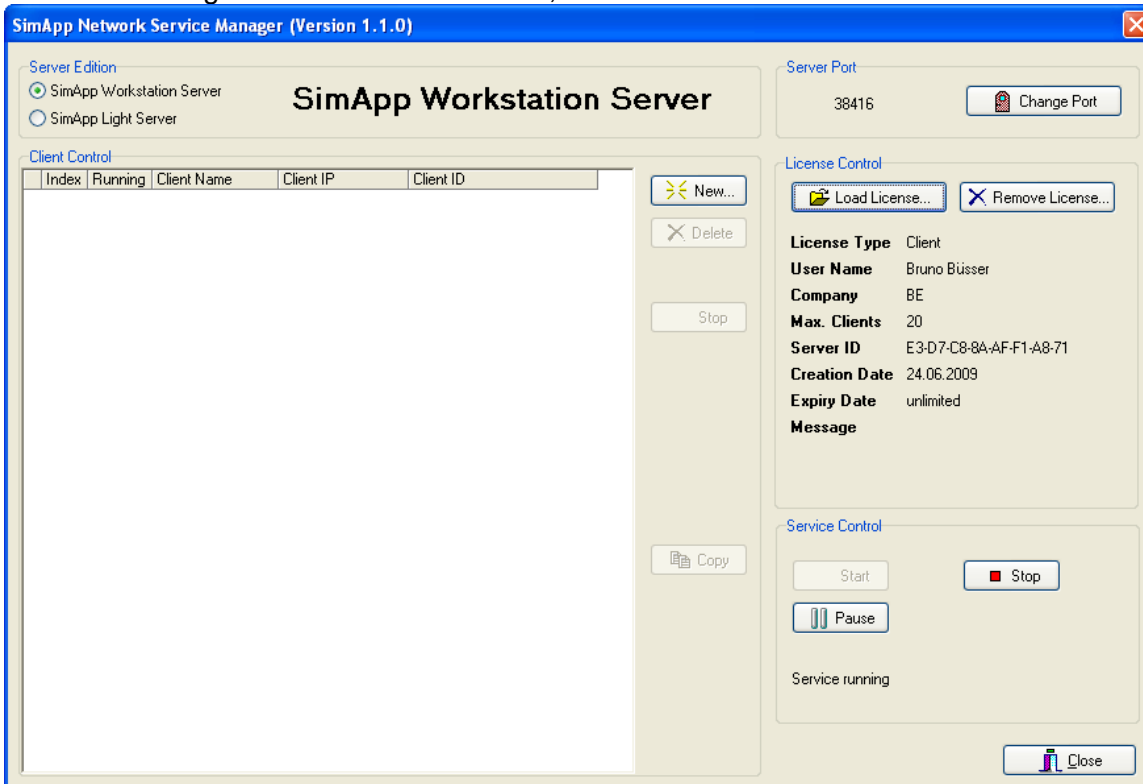 SimApp Network Service Manager (Version 1.1.0)
Server Edition
SimApp Workstation Server
SimApp Light Server
SimApp Workstation Server
Server Port
38416
Change Port
Client Control
Index Running Client Name Client IP Client ID
New...
Delete
Stop
Copy
License Control
Load License... Remove License...
License Type Client
User Name Bruno Büsser
Company BE
Max. Clients 20
Server ID E3-D7-C8-8A-AF-F1-A8-71
Creation Date 24.06.2009
Expiry Date unlimited
Message
Service Control
Start Stop
Pause
Service running
Close